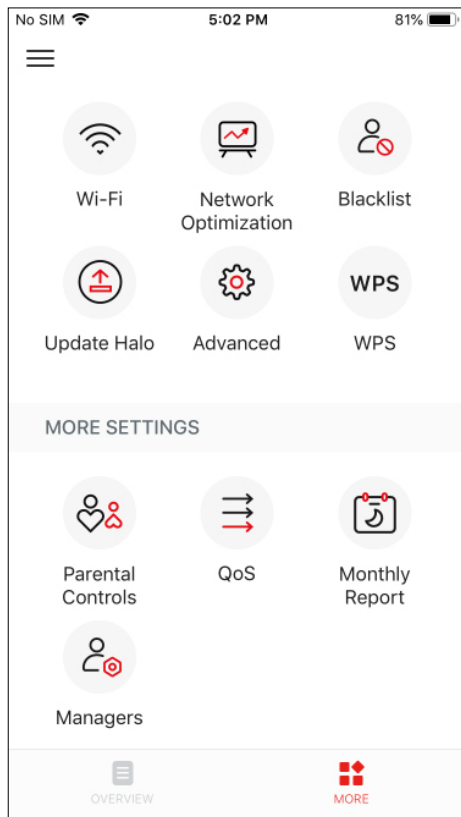 No SIM 5:02 PM 81%
Wi-Fi Network Optimization Blacklist
Update Halo Advanced WPS WPS
MORE SETTINGS
Parental Controls QoS Monthly Report
Managers
OVERVIEW MORE